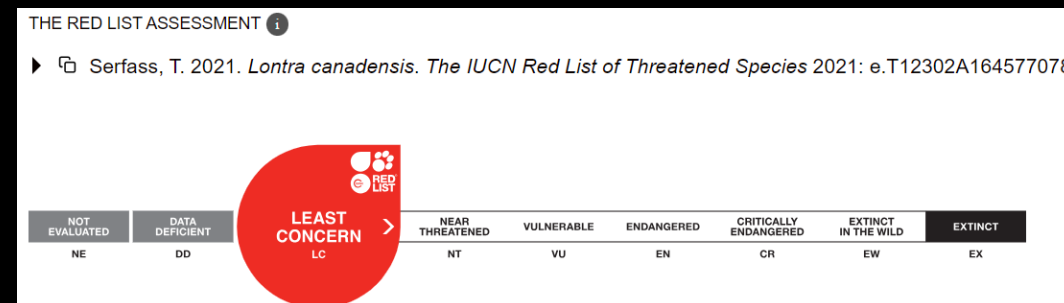 THE RED LIST ASSESSMENT i
Serfass, T. 2021. Lontra canadensis. The IUCN Red List of Threatened Species 2021: e.T12302A164577078
RED
LIST
NOT EVALUATED
DATA DEFICIENT
LEAST CONCERN
NEAR THREATENED
VULNERABLE
ENDANGERED
CRITICALLY ENDANGERED
EXTINCT IN THE WILD
EXTINCT
NE DD LC NT VU EN CR EW EX